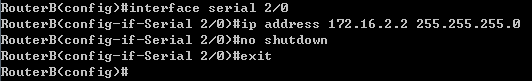 RouterB(config)#interface serial 2/0
RouterB(config-if-Serial 2/0)#ip address 172.16.2.2 255.255.255.0
RouterB(config-if-Serial 2/0)#no shutdown
RouterB(config-if-Serial 2/0)#exit
RouterB(config)#